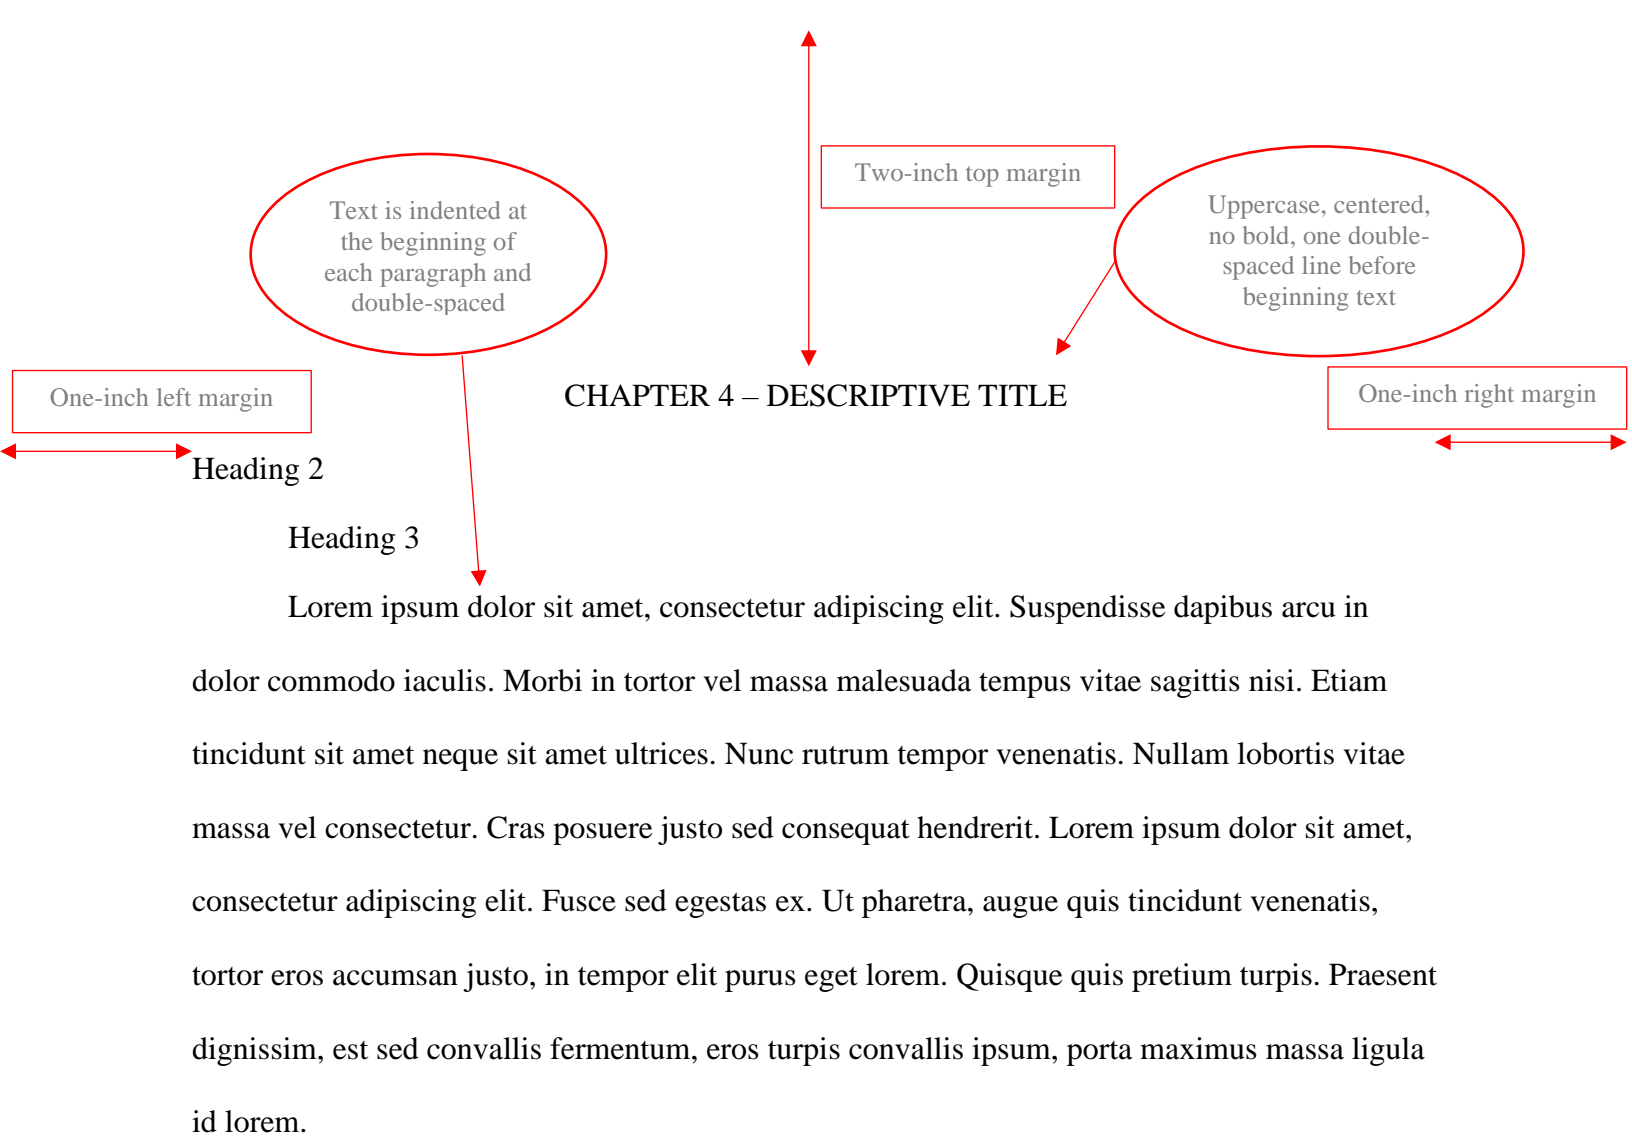 Two-inch top margin
Text is indented at
the beginning of
each paragraph and
double-spaced
Uppercase, centered,
no bold, one double-
spaced line before
beginning text
One-inch left margin
CHAPTER 4 – DESCRIPTIVE TITLE
One-inch right margin
Heading 2
Heading 3
Lorem ipsum dolor sit amet, consectetur adipiscing elit. Suspendisse dapibus arcu in
dolor commodo iaculis. Morbi in tortor vel massa malesuada tempus vitae sagittis nisi. Etiam
tincidunt sit amet neque sit amet ultrices. Nunc rutrum tempor venenatis. Nullam lobortis vitae
massa vel consectetur. Cras posuere justo sed consequat hendrerit. Lorem ipsum dolor sit amet,
consectetur adipiscing elit. Fusce sed egestas ex. Ut pharetra, augue quis tincidunt venenatis,
tortor eros accumsan justo, in tempor elit purus eget lorem. Quisque quis pretium turpis. Praesent
dignissim, est sed convallis fermentum, eros turpis convallis ipsum, porta maximus massa ligula
id lorem.